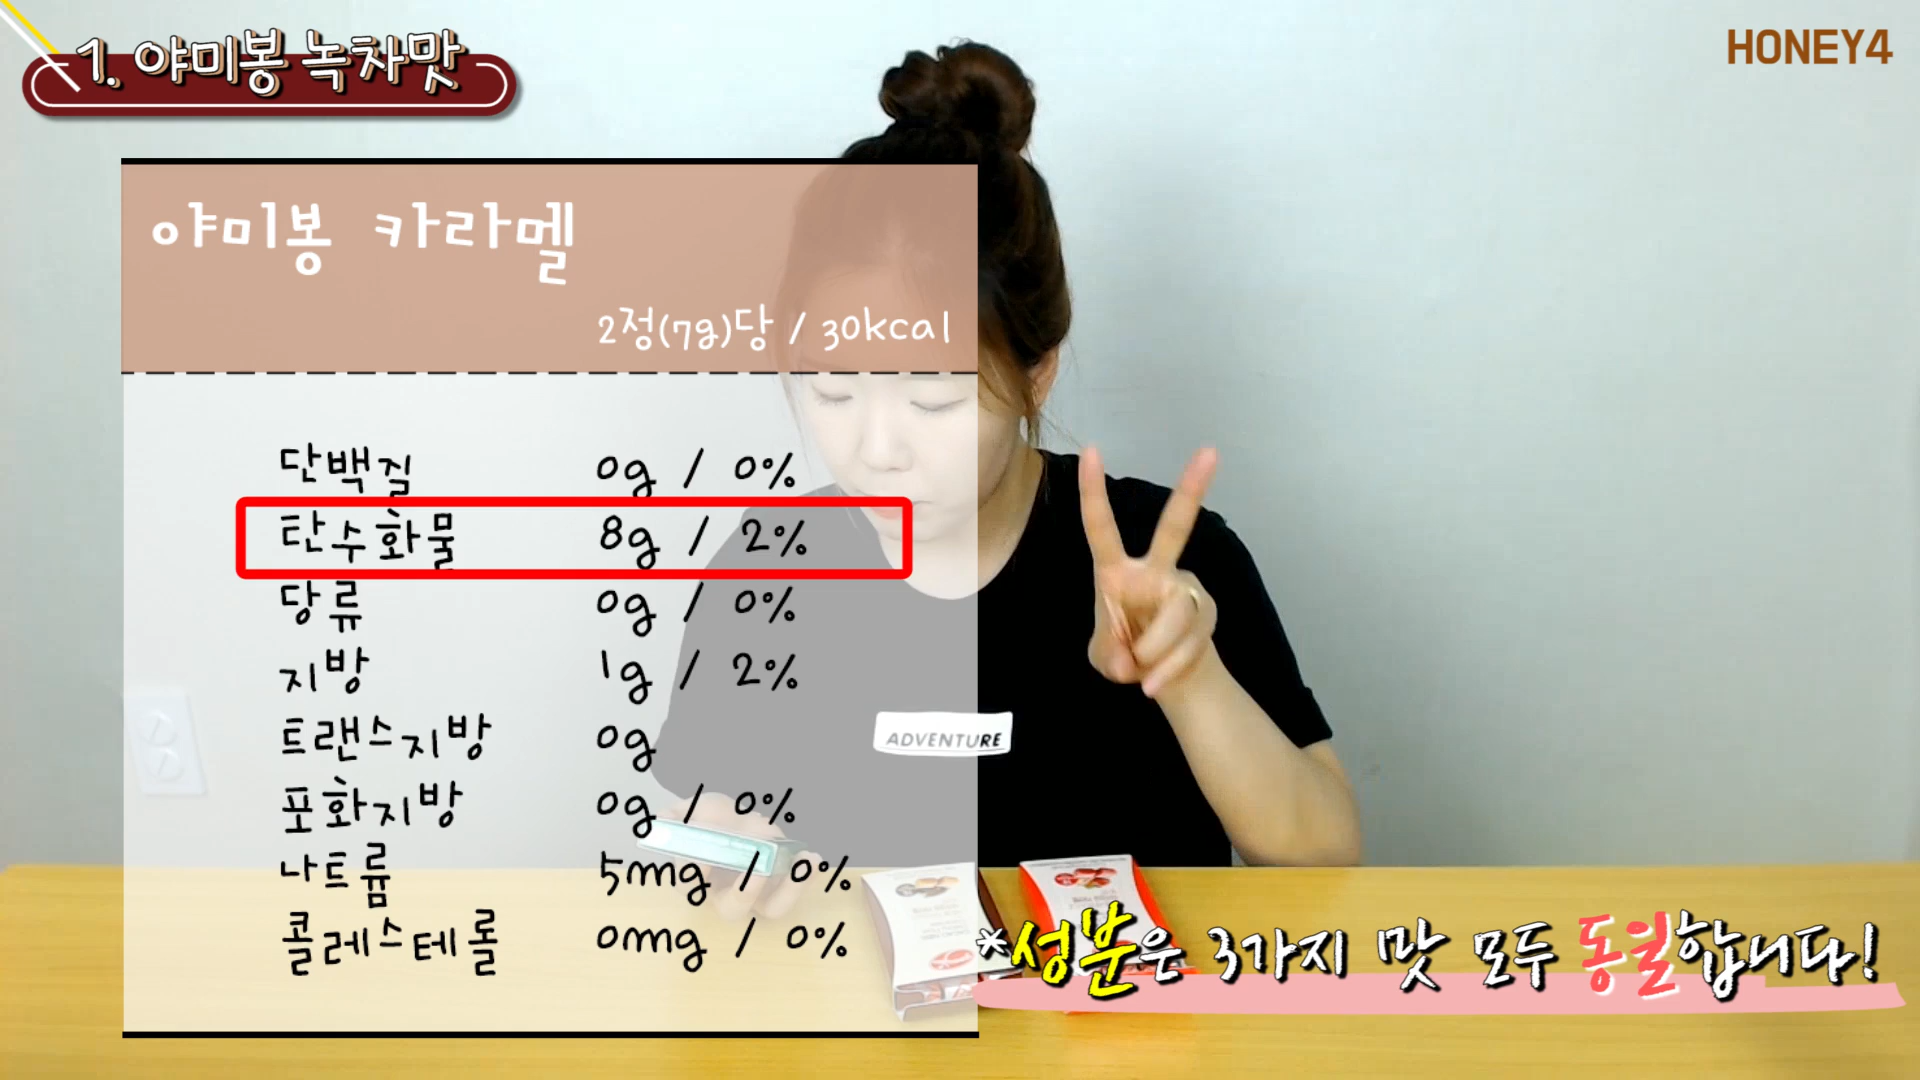 1. 야미봉 녹차맛
HONEY4
야미봉 카라멜
2정(7g)당 / 30kcal
단백질 0g / 0%
탄수화물 8g / 2%
당류 0g / 0%
지방 1g / 2%
트랜스지방 0g
포화지방 0g / 0%
나트륨 5mg / 0%
콜레스테롤 0mg / 0%
ADVENTURE
*성분은 3가지 맛 모두 동일합니다!